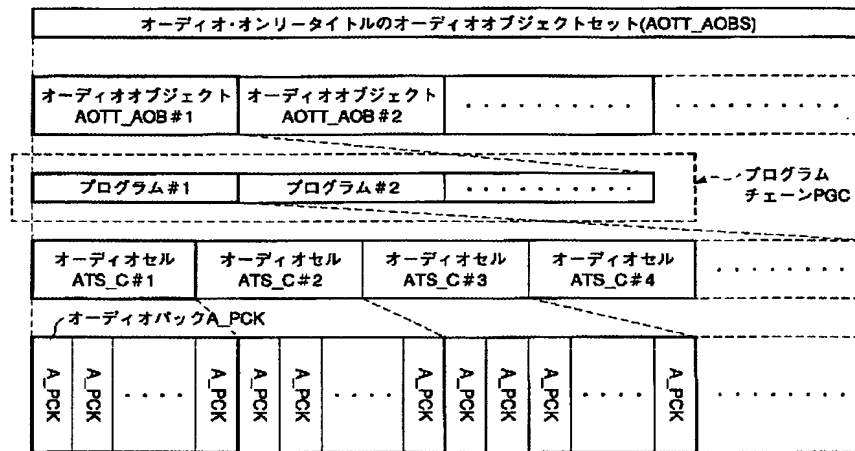 オーディオ・オンリータイトルのオーディオオブジェクトセット(AOTT_AOBS)
オーディオオブジェクト
AOTT_AOB#1
オーディオオブジェクト
AOTT_AOB#2
プログラム#1
プログラム#2
プログラム
チェーンPGC
オーディオセル
ATS_C#1
オーディオセル
ATS_C#2
オーディオセル
ATS_C#3
オーディオセル
ATS_C#4
オーディオパックA_PCK
A_PCK
A_PCK
A_PCK
A_PCK
A_PCK
A_PCK
A_PCK
A_PCK
A_PCK
A_PCK